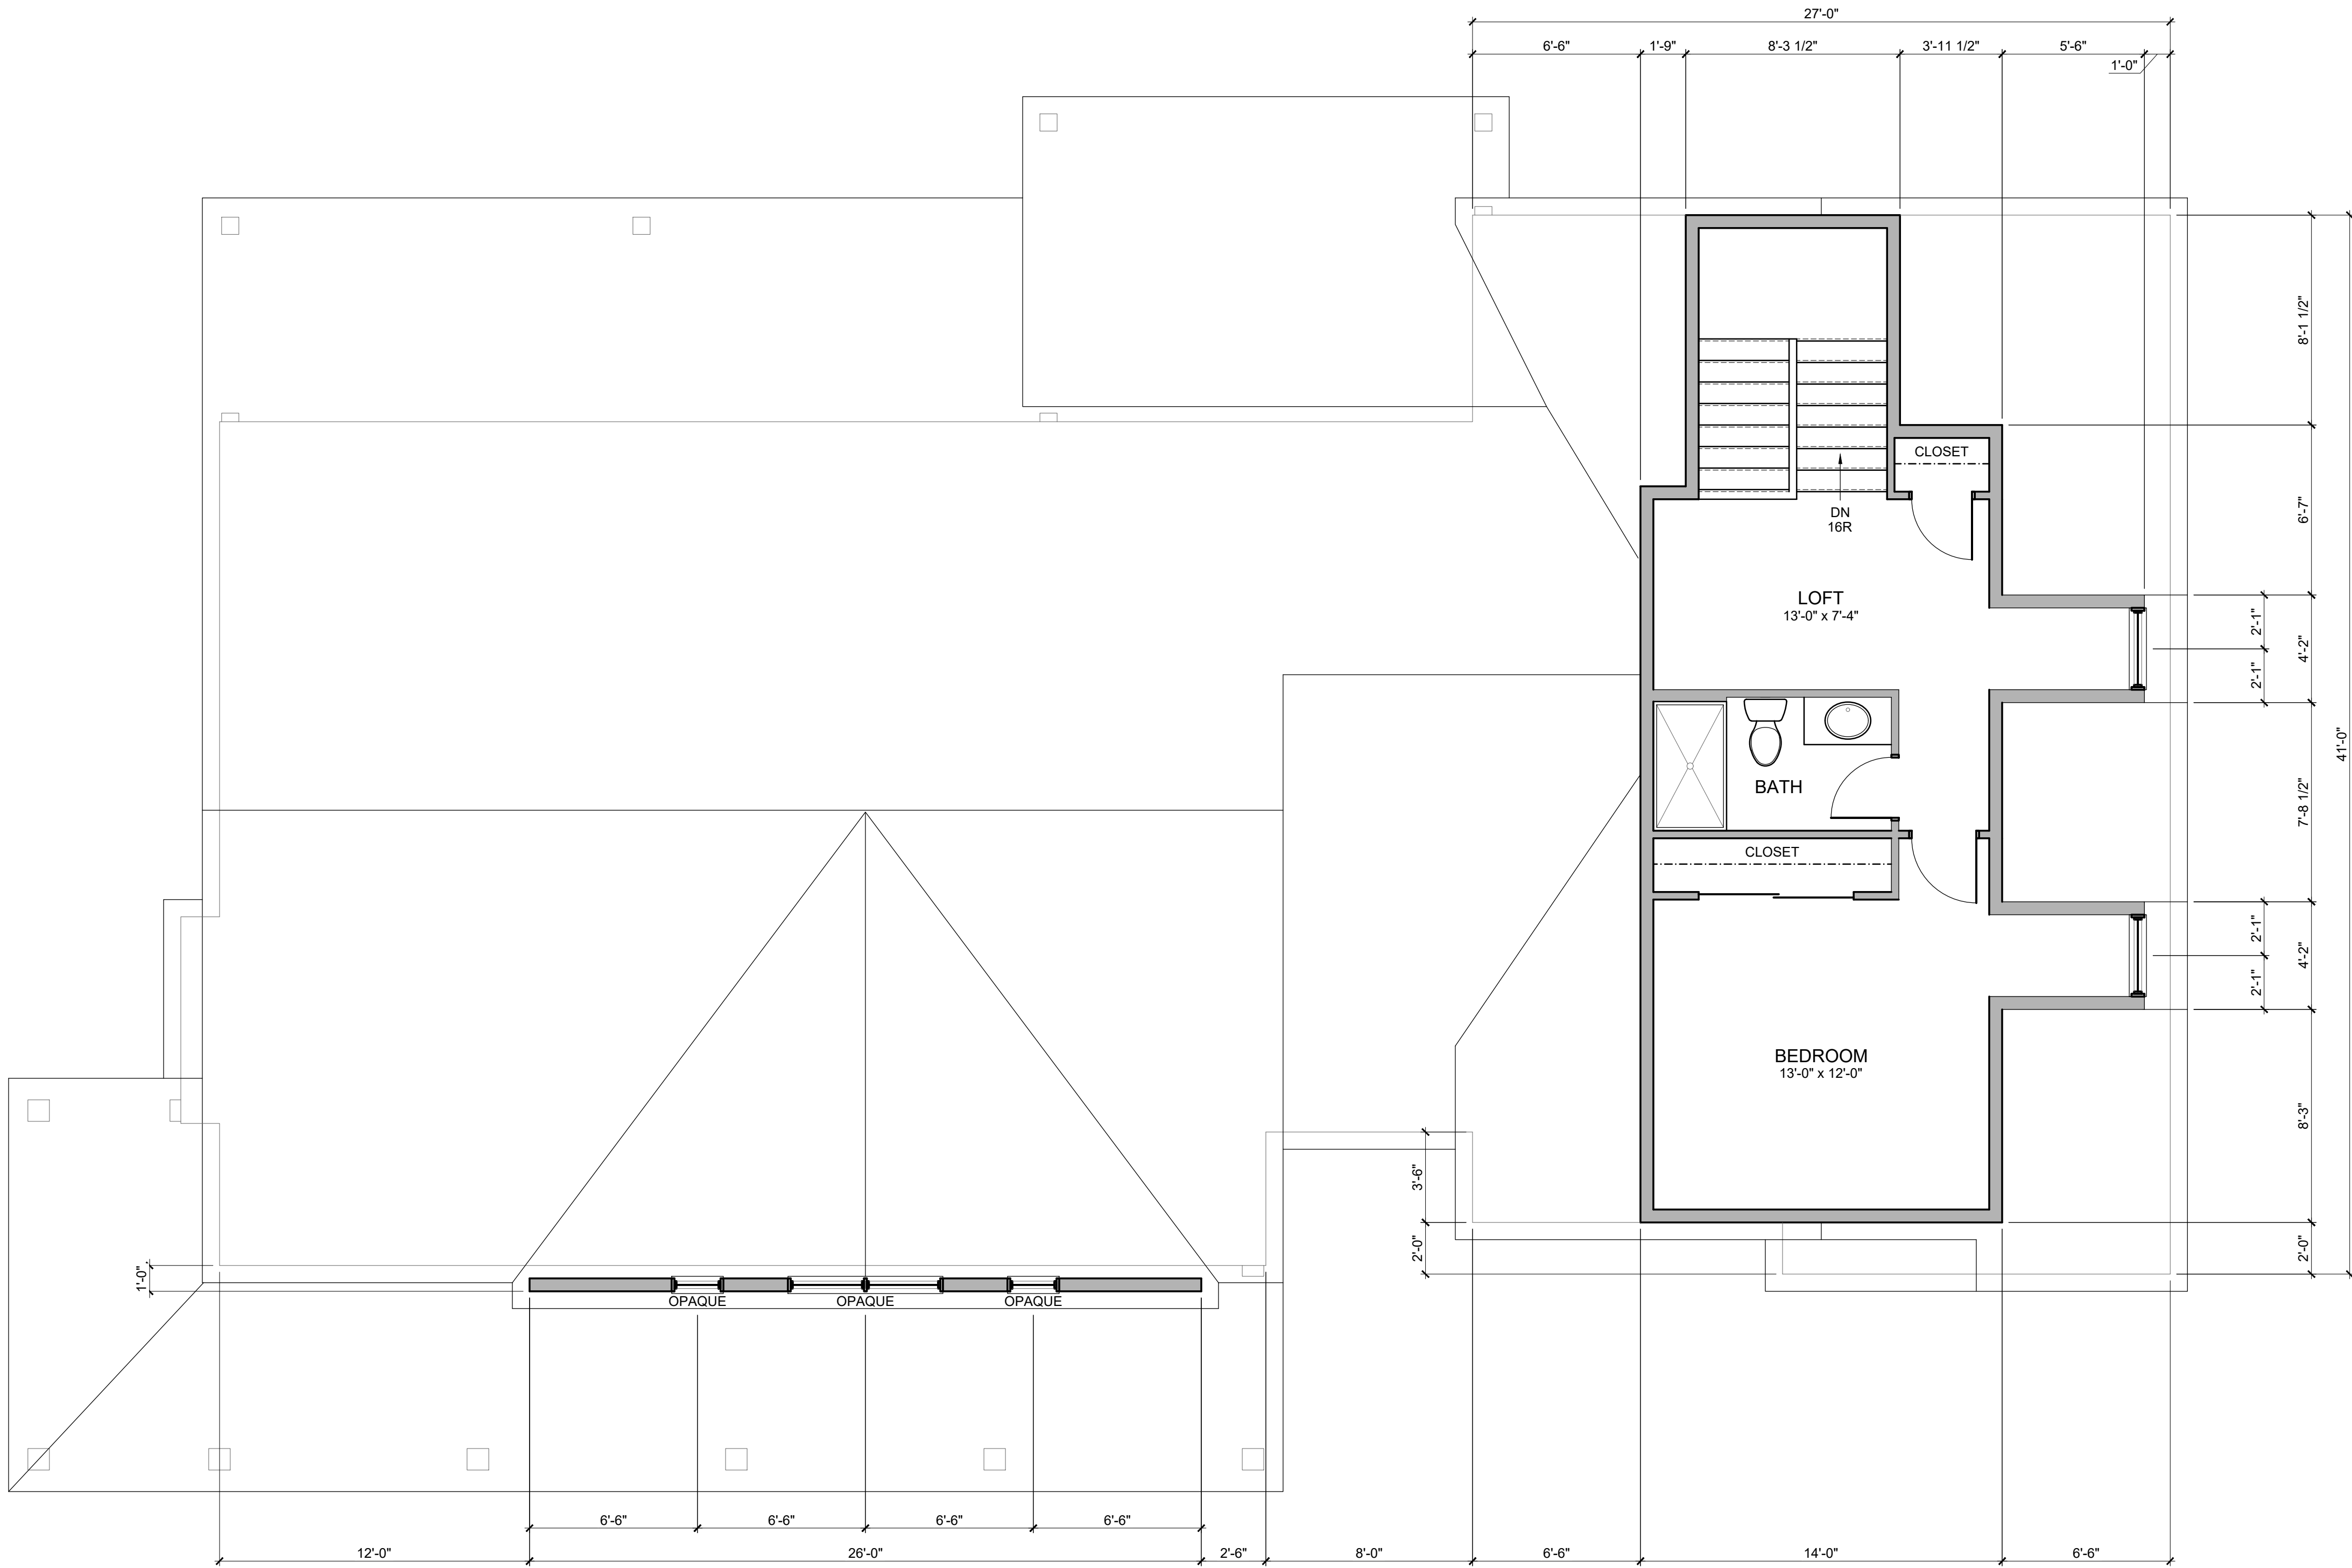 27'-0"
6'-6" 1'-9" 8'-3 1/2" 3'-11 1/2" 5'-6"
1'-0"
8'-1 1/2"
CLOSET
6'-7"
DN
16R
LOFT
13'-0" x 7'-4"
2'-1"
4'-2"
2'-1"
41'-0"
BATH
7'-8 1/2"
CLOSET
2'-1"
4'-2"
2'-1"
BEDROOM
13'-0" x 12'-0"
8'-3"
3'-6"
2'-0"
2'-0"
1'-0"
OPAQUE OPAQUE OPAQUE
6'-6" 6'-6" 6'-6" 6'-6"
12'-0" 26'-0" 2'-6" 8'-0" 6'-6" 14'-0" 6'-6"